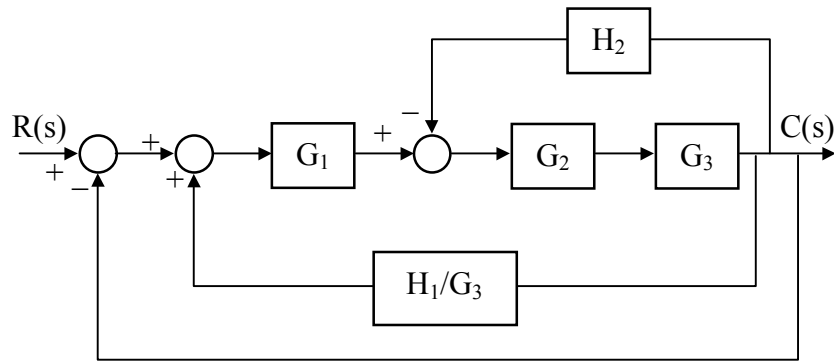 H₂
R(s) + − + + G₁ + − G₂ G₃ C(s)
H₁/G₃